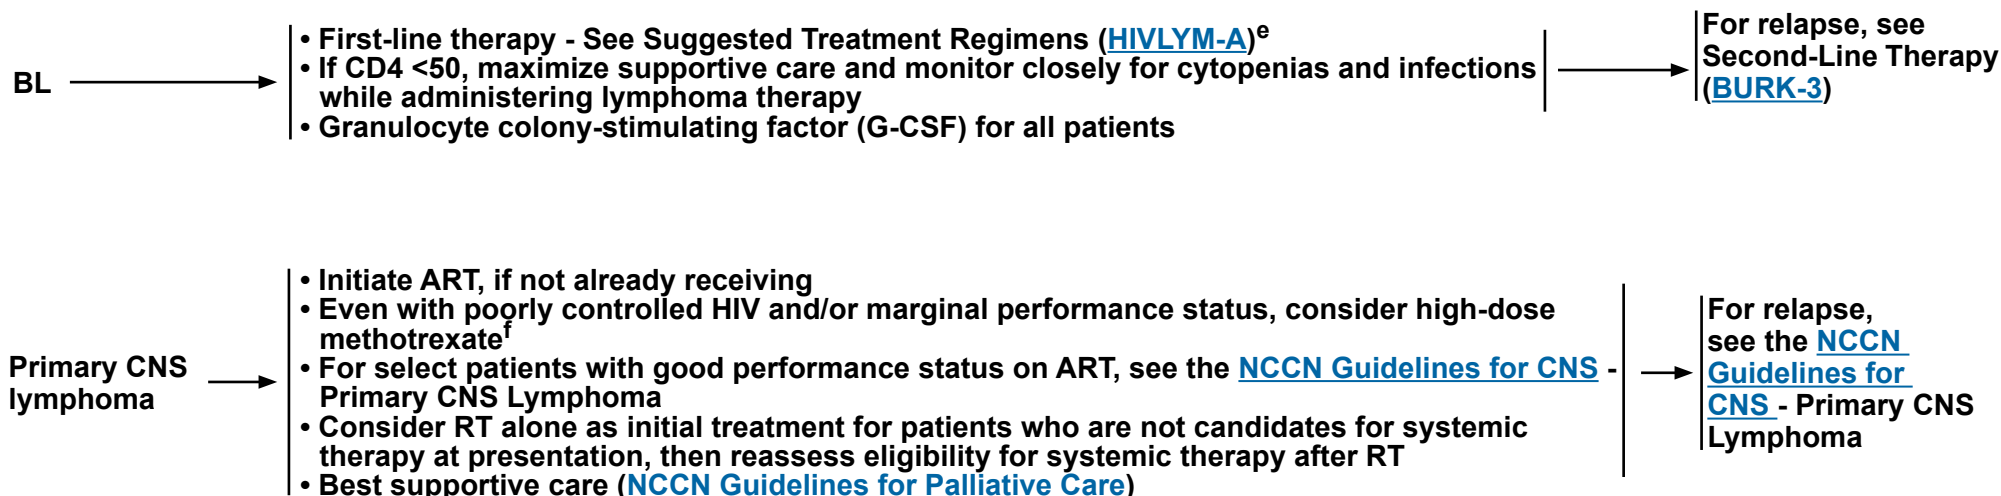 BL
• First-line therapy - See Suggested Treatment Regimens (HIVLYM-A)e
• If CD4 <50, maximize supportive care and monitor closely for cytopenias and infections
while administering lymphoma therapy
• Granulocyte colony-stimulating factor (G-CSF) for all patients
For relapse, see
Second-Line Therapy
(BURK-3)
Primary CNS
lymphoma
• Initiate ART, if not already receiving
• Even with poorly controlled HIV and/or marginal performance status, consider high-dose
methotrexatef
• For select patients with good performance status on ART, see the NCCN Guidelines for CNS -
Primary CNS Lymphoma
• Consider RT alone as initial treatment for patients who are not candidates for systemic
therapy at presentation, then reassess eligibility for systemic therapy after RT
• Best supportive care (NCCN Guidelines for Palliative Care)
For relapse,
see the NCCN
Guidelines for
CNS - Primary CNS
Lymphoma